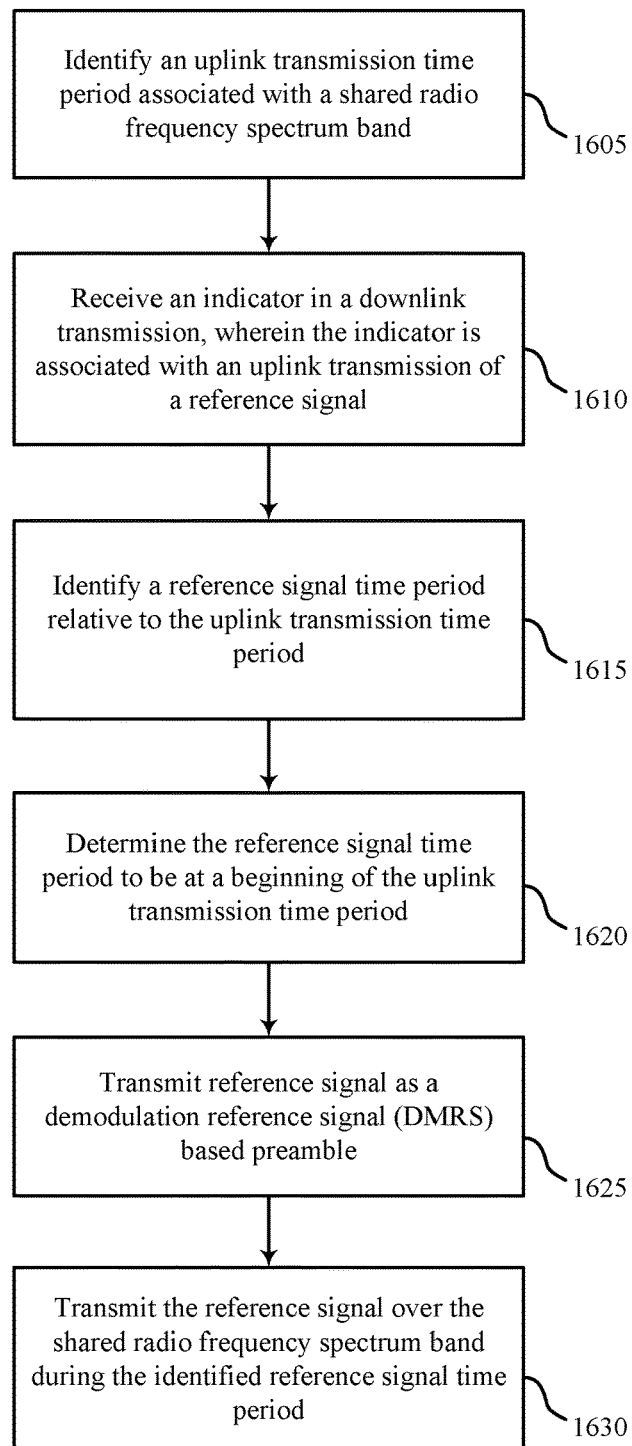 Identify an uplink transmission time
period associated with a shared radio
frequency spectrum band
1605
Receive an indicator in a downlink
transmission, wherein the indicator is
associated with an uplink transmission of
a reference signal
1610
Identify a reference signal time period
relative to the uplink transmission time
period
1615
Determine the reference signal time
period to be at a beginning of the uplink
transmission time period
1620
Transmit reference signal as a
demodulation reference signal (DMRS)
based preamble
1625
Transmit the reference signal over the
shared radio frequency spectrum band
during the identified reference signal time
period
1630